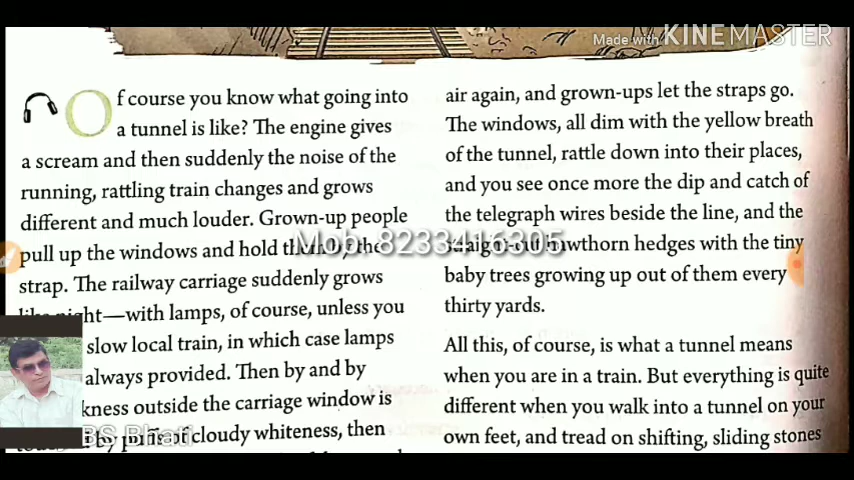 Made with KINEMASTER
Of course you know what going into
a tunnel is like? The engine gives
a scream and then suddenly the noise of the
running, rattling train changes and grows
different and much louder. Grown-up people
pull up the windows and hold them by the
strap. The railway carriage suddenly grows
like night—with lamps, of course, unless you
slow local train, in which case lamps
always provided. Then by and by
kness outside the carriage window is
by puffs of cloudy whiteness, then
air again, and grown-ups let the straps go.
The windows, all dim with the yellow breath
of the tunnel, rattle down into their places,
and you see once more the dip and catch of
the telegraph wires beside the line, and the
straight-cut hawthorn hedges with the tiny
baby trees growing up out of them every
thirty yards.
All this, of course, is what a tunnel means
when you are in a train. But everything is quite
different when you walk into a tunnel on your
own feet, and tread on shifting, sliding stones
Mob. 8233416305
BS Bhati